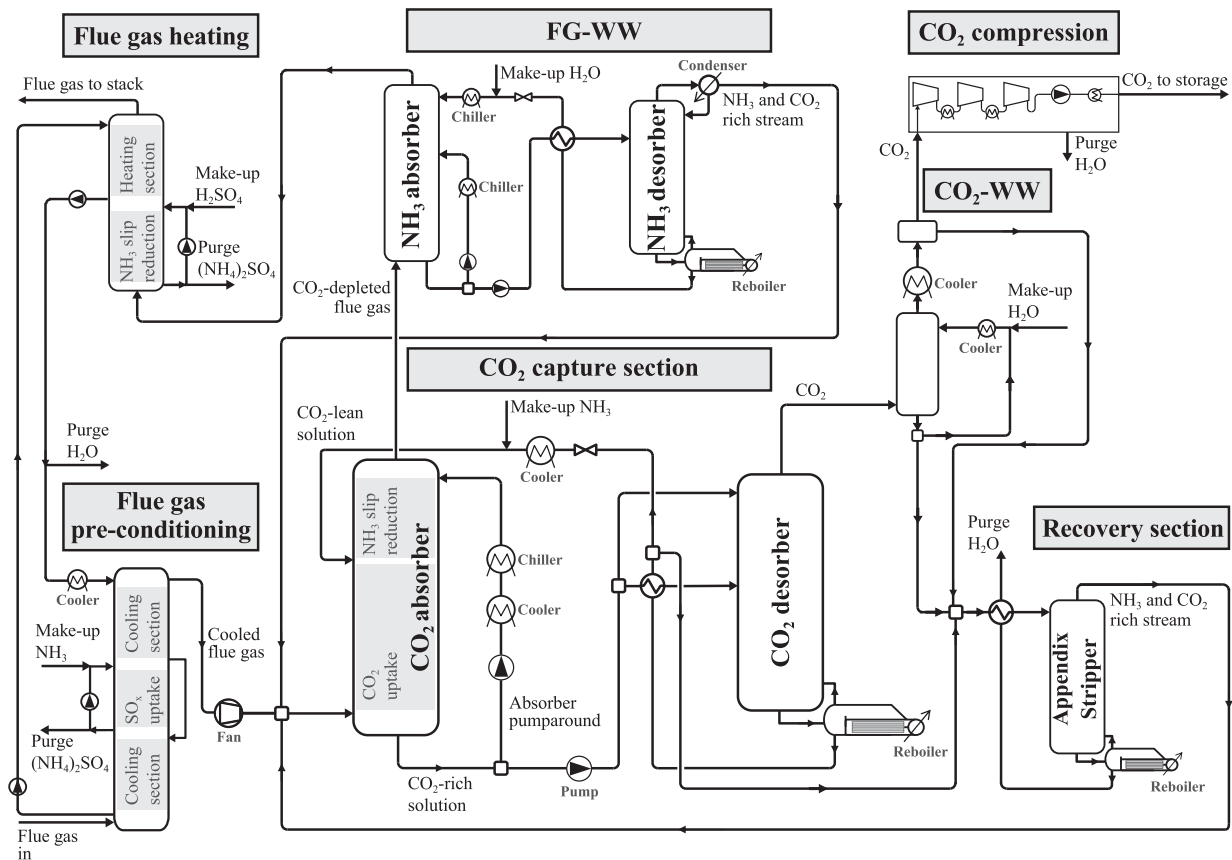 Flue gas heating
FG-WW
CO₂ compression
Flue gas to stack
Make-up H₂O
Condenser
CO₂ to storage
Chiller
NH₃ and CO₂
rich stream
Heating
section
NH₃ slip
reduction
Make-up
H₂SO₄
Purge
(NH₄)₂SO₄
NH₃ absorber
Chiller
NH₃ desorber
Reboiler
CO₂
Purge
H₂O
CO₂-WW
CO₂-depleted
flue gas
Cooler
Make-up
H₂O
Cooler
CO₂ capture section
CO₂-lean
solution
Make-up NH₃
CO₂
Cooler
Purge
H₂O
Flue gas
pre-conditioning
NH₃ slip
reduction
CO₂
uptake
CO₂ absorber
Chiller
Cooler
CO₂ desorber
Purge
H₂O
Recovery section
Cooler
Cooling
section
SOₓ
uptake
Cooling
section
Make-up
NH₃
Cooled
flue gas
Fan
Purge
(NH₄)₂SO₄
Absorber
pumparound
CO₂-rich
solution
Pump
Reboiler
NH₃ and CO₂
rich stream
Appendix
Stripper
Reboiler
Flue gas
in